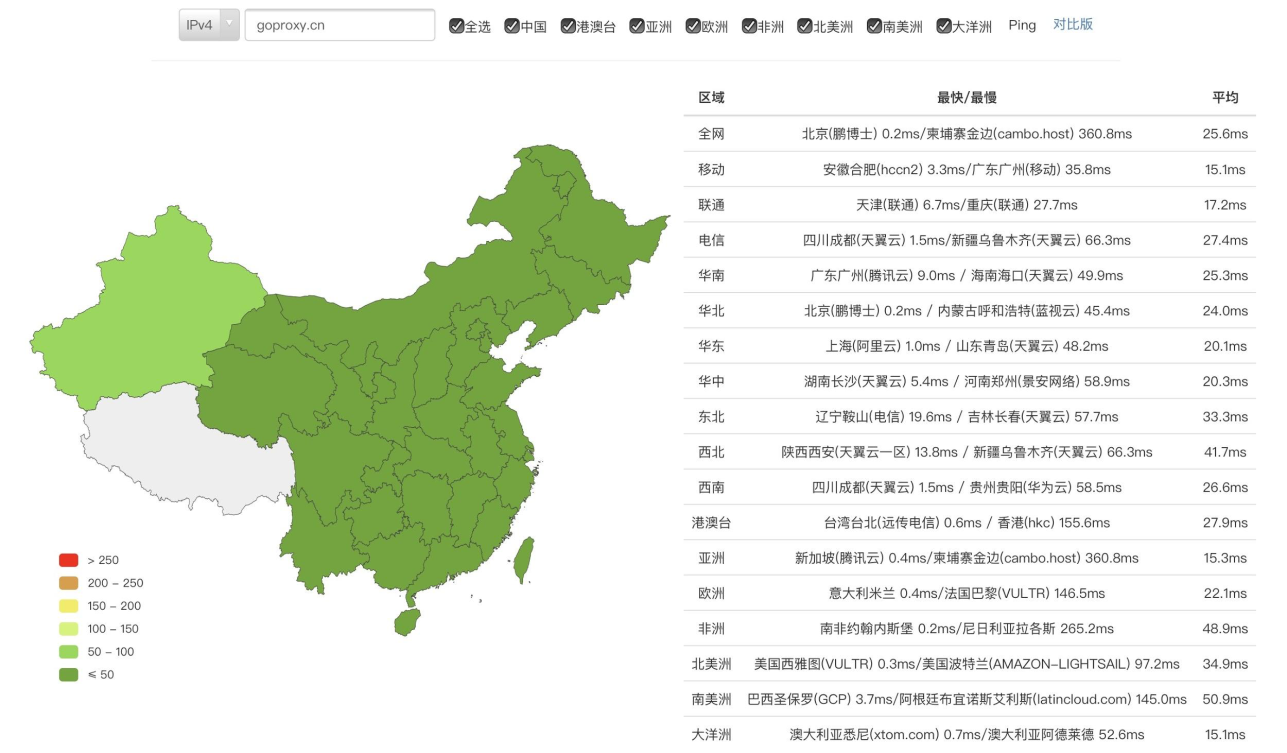 IPv4 goproxy.cn 全选 中国 港澳台 亚洲 欧洲 非洲 北美洲 南美洲 大洋洲 Ping 对比版
区域 最快/最慢 平均
全网 北京(鹏博士) 0.2ms/柬埔寨金边(cambo.host) 360.8ms 25.6ms
移动 安徽合肥(hccn2) 3.3ms/广东广州(移动) 35.8ms 15.1ms
联通 天津(联通) 6.7ms/重庆(联通) 27.7ms 17.2ms
电信 四川成都(天翼云) 1.5ms/新疆乌鲁木齐(天翼云) 66.3ms 27.4ms
华南 广东广州(腾讯云) 9.0ms / 海南海口(天翼云) 49.9ms 25.3ms
华北 北京(鹏博士) 0.2ms / 内蒙古呼和浩特(蓝视云) 45.4ms 24.0ms
华东 上海(阿里云) 1.0ms / 山东青岛(天翼云) 48.2ms 20.1ms
华中 湖南长沙(天翼云) 5.4ms / 河南郑州(景安网络) 58.9ms 20.3ms
东北 辽宁鞍山(电信) 19.6ms / 吉林长春(天翼云) 57.7ms 33.3ms
西北 陕西西安(天翼云一区) 13.8ms / 新疆乌鲁木齐(天翼云) 66.3ms 41.7ms
西南 四川成都(天翼云) 1.5ms / 贵州贵阳(华为云) 58.5ms 26.6ms
港澳台 台湾台北(远传电信) 0.6ms / 香港(hkc) 155.6ms 27.9ms
亚洲 新加坡(腾讯云) 0.4ms/柬埔寨金边(cambo.host) 360.8ms 15.3ms
欧洲 意大利米兰 0.4ms/法国巴黎(VULTR) 146.5ms 22.1ms
非洲 南非约翰内斯堡 0.2ms/尼日利亚拉各斯 265.2ms 48.9ms
北美洲 美国西雅图(VULTR) 0.3ms/美国波特兰(AMAZON-LIGHTSAIL) 97.2ms 34.9ms
南美洲 巴西圣保罗(GCP) 3.7ms/阿根廷布宜诺斯艾利斯(latincloud.com) 145.0ms 50.9ms
大洋洲 澳大利亚悉尼(xtom.com) 0.7ms/澳大利亚阿德莱德 52.6ms 15.1ms
> 250
200 - 250
150 - 200
100 - 150
50 - 100
≤ 50